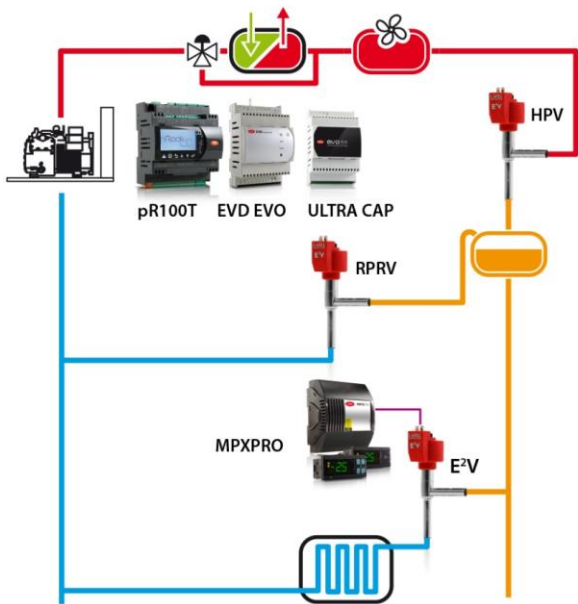 HPV
pR100T
EVD EVO
ULTRA CAP
RPRV
MPXPRO
E²V